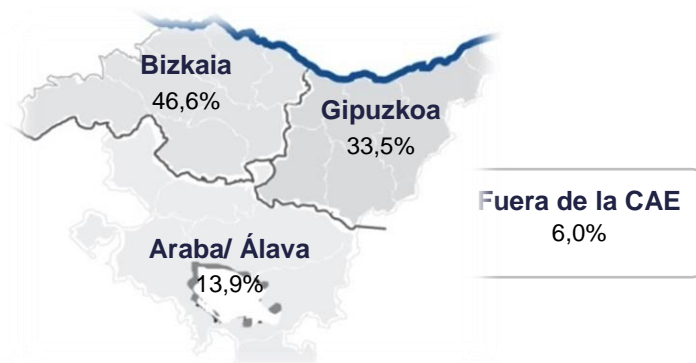 Bizkaia
46,6%
Gipuzkoa
33,5%
Fuera de la CAE
6,0%
Araba/ Álava
13,9%